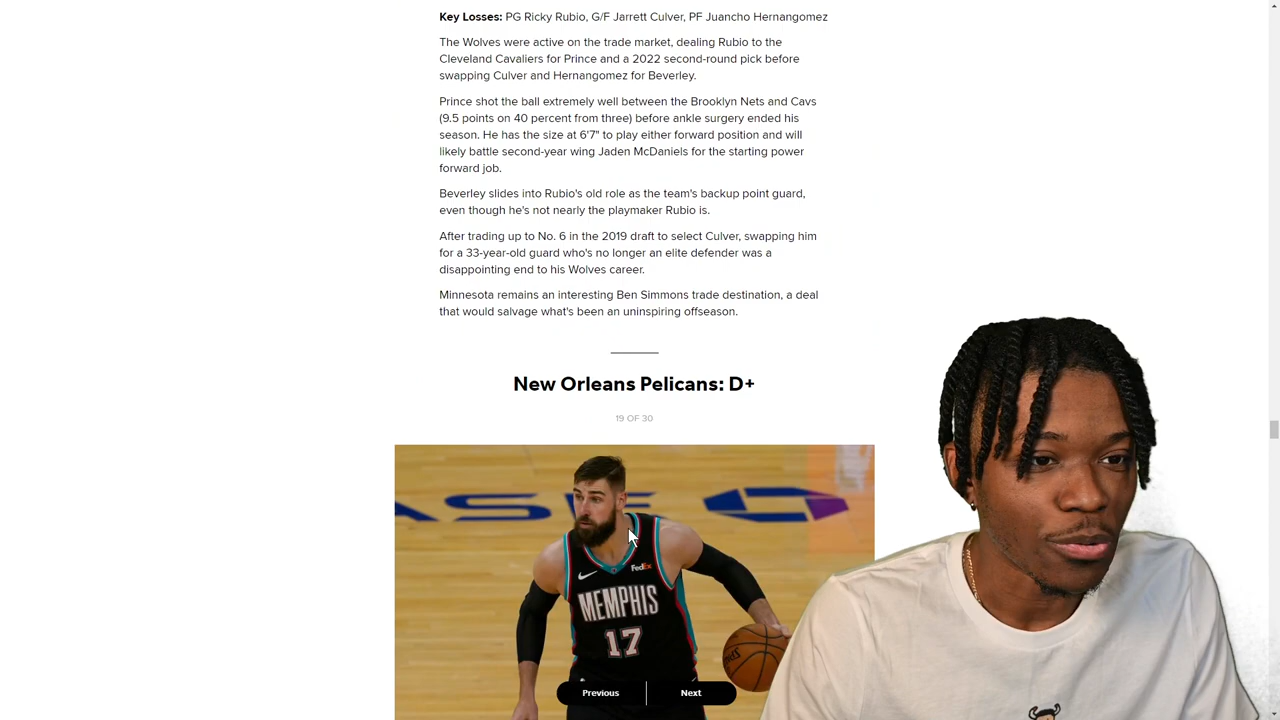 Key Losses: PG Ricky Rubio, G/F Jarrett Culver, PF Juancho Hernangomez
The Wolves were active on the trade market, dealing Rubio to the
Cleveland Cavaliers for Prince and a 2022 second-round pick before
swapping Culver and Hernangomez for Beverley.
Prince shot the ball extremely well between the Brooklyn Nets and Cavs
(9.5 points on 40 percent from three) before ankle surgery ended his
season. He has the size at 6'7" to play either forward position and will
likely battle second-year wing Jaden McDaniels for the starting power
forward job.
Beverley slides into Rubio's old role as the team's backup point guard,
even though he's not nearly the playmaker Rubio is.
After trading up to No. 6 in the 2019 draft to select Culver, swapping him
for a 33-year-old guard who's no longer an elite defender was a
disappointing end to his Wolves career.
Minnesota remains an interesting Ben Simmons trade destination, a deal
that would salvage what's been an uninspiring offseason.
New Orleans Pelicans: D+
19 OF 30
ASE
FedEx
MEMPHIS
17
Previous
Next